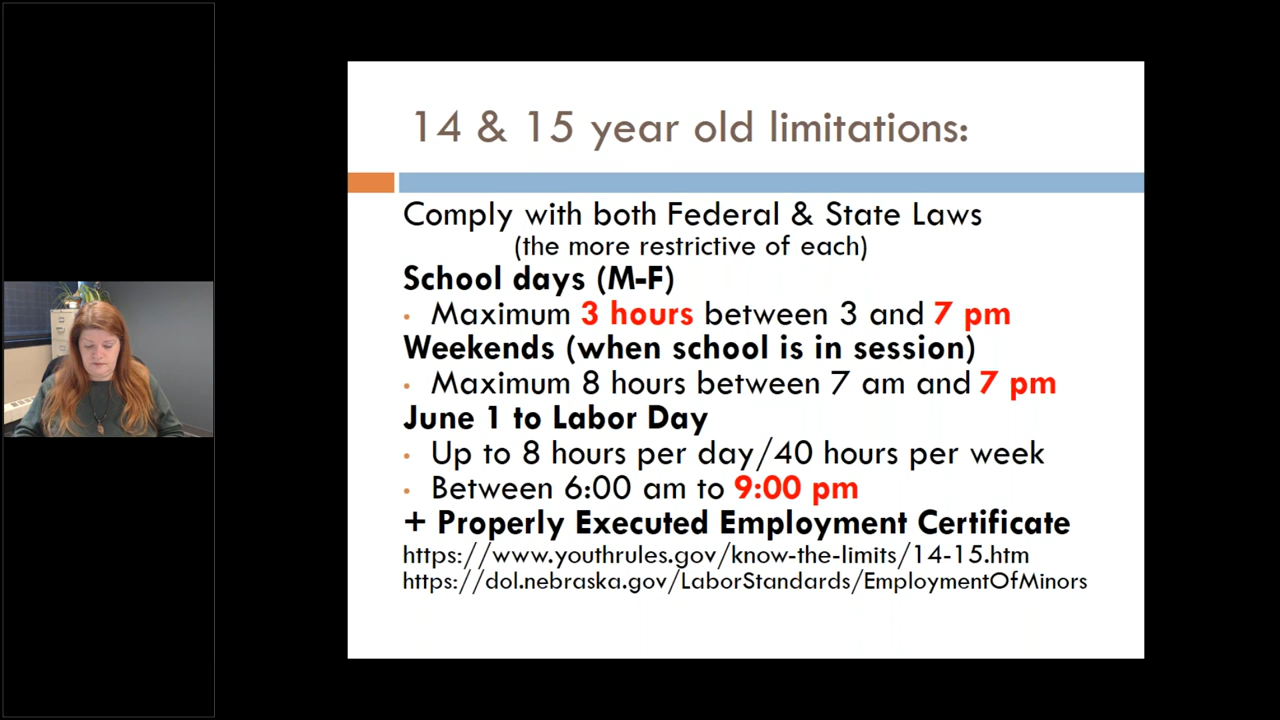 14 & 15 year old limitations:
Comply with both Federal & State Laws
(the more restrictive of each)
School days (M-F)
• Maximum 3 hours between 3 and 7 pm
Weekends (when school is in session)
• Maximum 8 hours between 7 am and 7 pm
June 1 to Labor Day
• Up to 8 hours per day/40 hours per week
• Between 6:00 am to 9:00 pm
+ Properly Executed Employment Certificate
https://www.youthrules.gov/know-the-limits/14-15.htm
https://dol.nebraska.gov/LaborStandards/EmploymentOfMinors